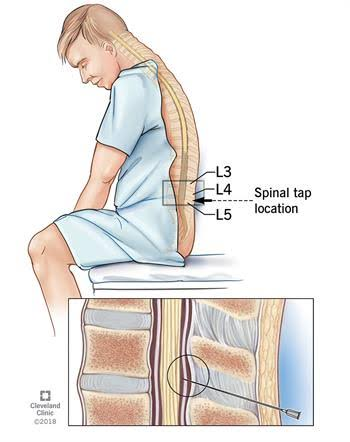 L3
L4
L5
Spinal tap
location
Cleveland
Clinic
©2018